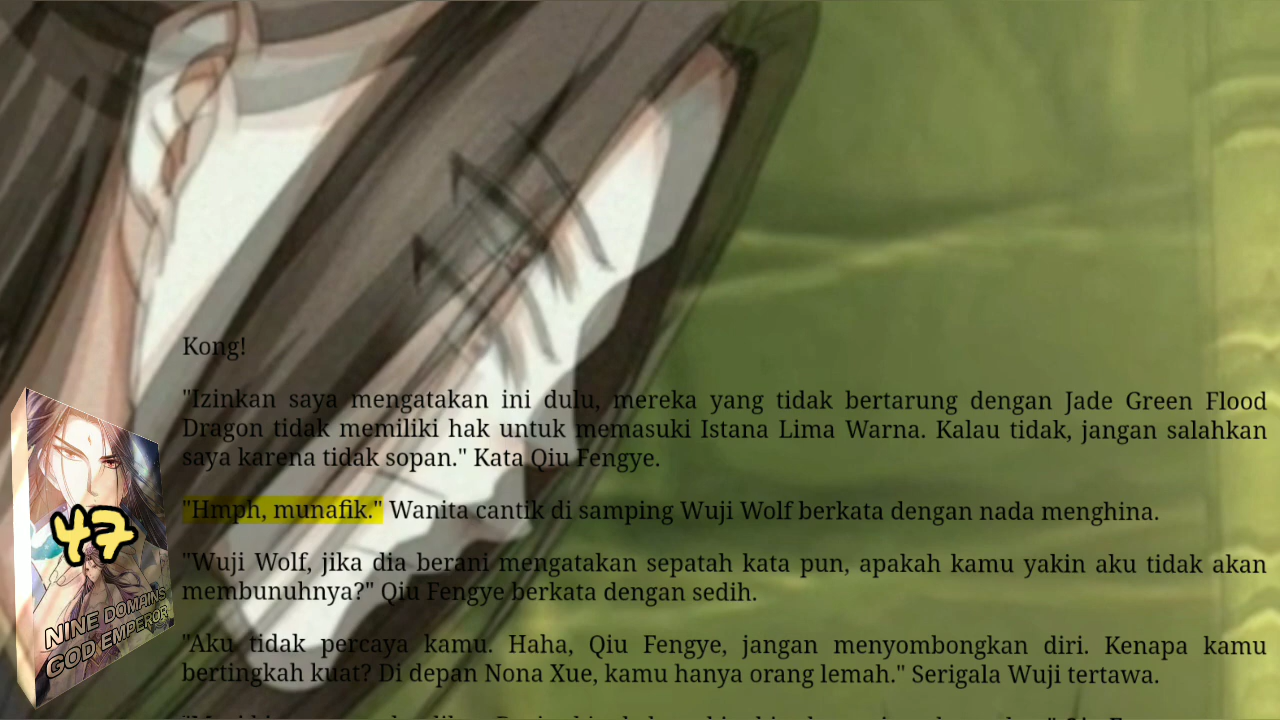 Kong!
"Izinkan saya mengatakan ini dulu, mereka yang tidak bertarung dengan Jade Green Flood
Dragon tidak memiliki hak untuk memasuki Istana Lima Warna. Kalau tidak, jangan salahkan
saya karena tidak sopan." Kata Qiu Fengye.
"Hmph, munafik." Wanita cantik di samping Wuji Wolf berkata dengan nada menghina.
"Wuji Wolf, jika dia berani mengatakan sepatah kata pun, apakah kamu yakin aku tidak akan
membunuhnya?" Qiu Fengye berkata dengan sedih.
"Aku tidak percaya kamu. Haha, Qiu Fengye, jangan menyombongkan diri. Kenapa kamu
bertingkah kuat? Di depan Nona Xue, kamu hanya orang lemah." Serigala Wuji tertawa.
47
NINE DOMAINS
GOD EMPEROR